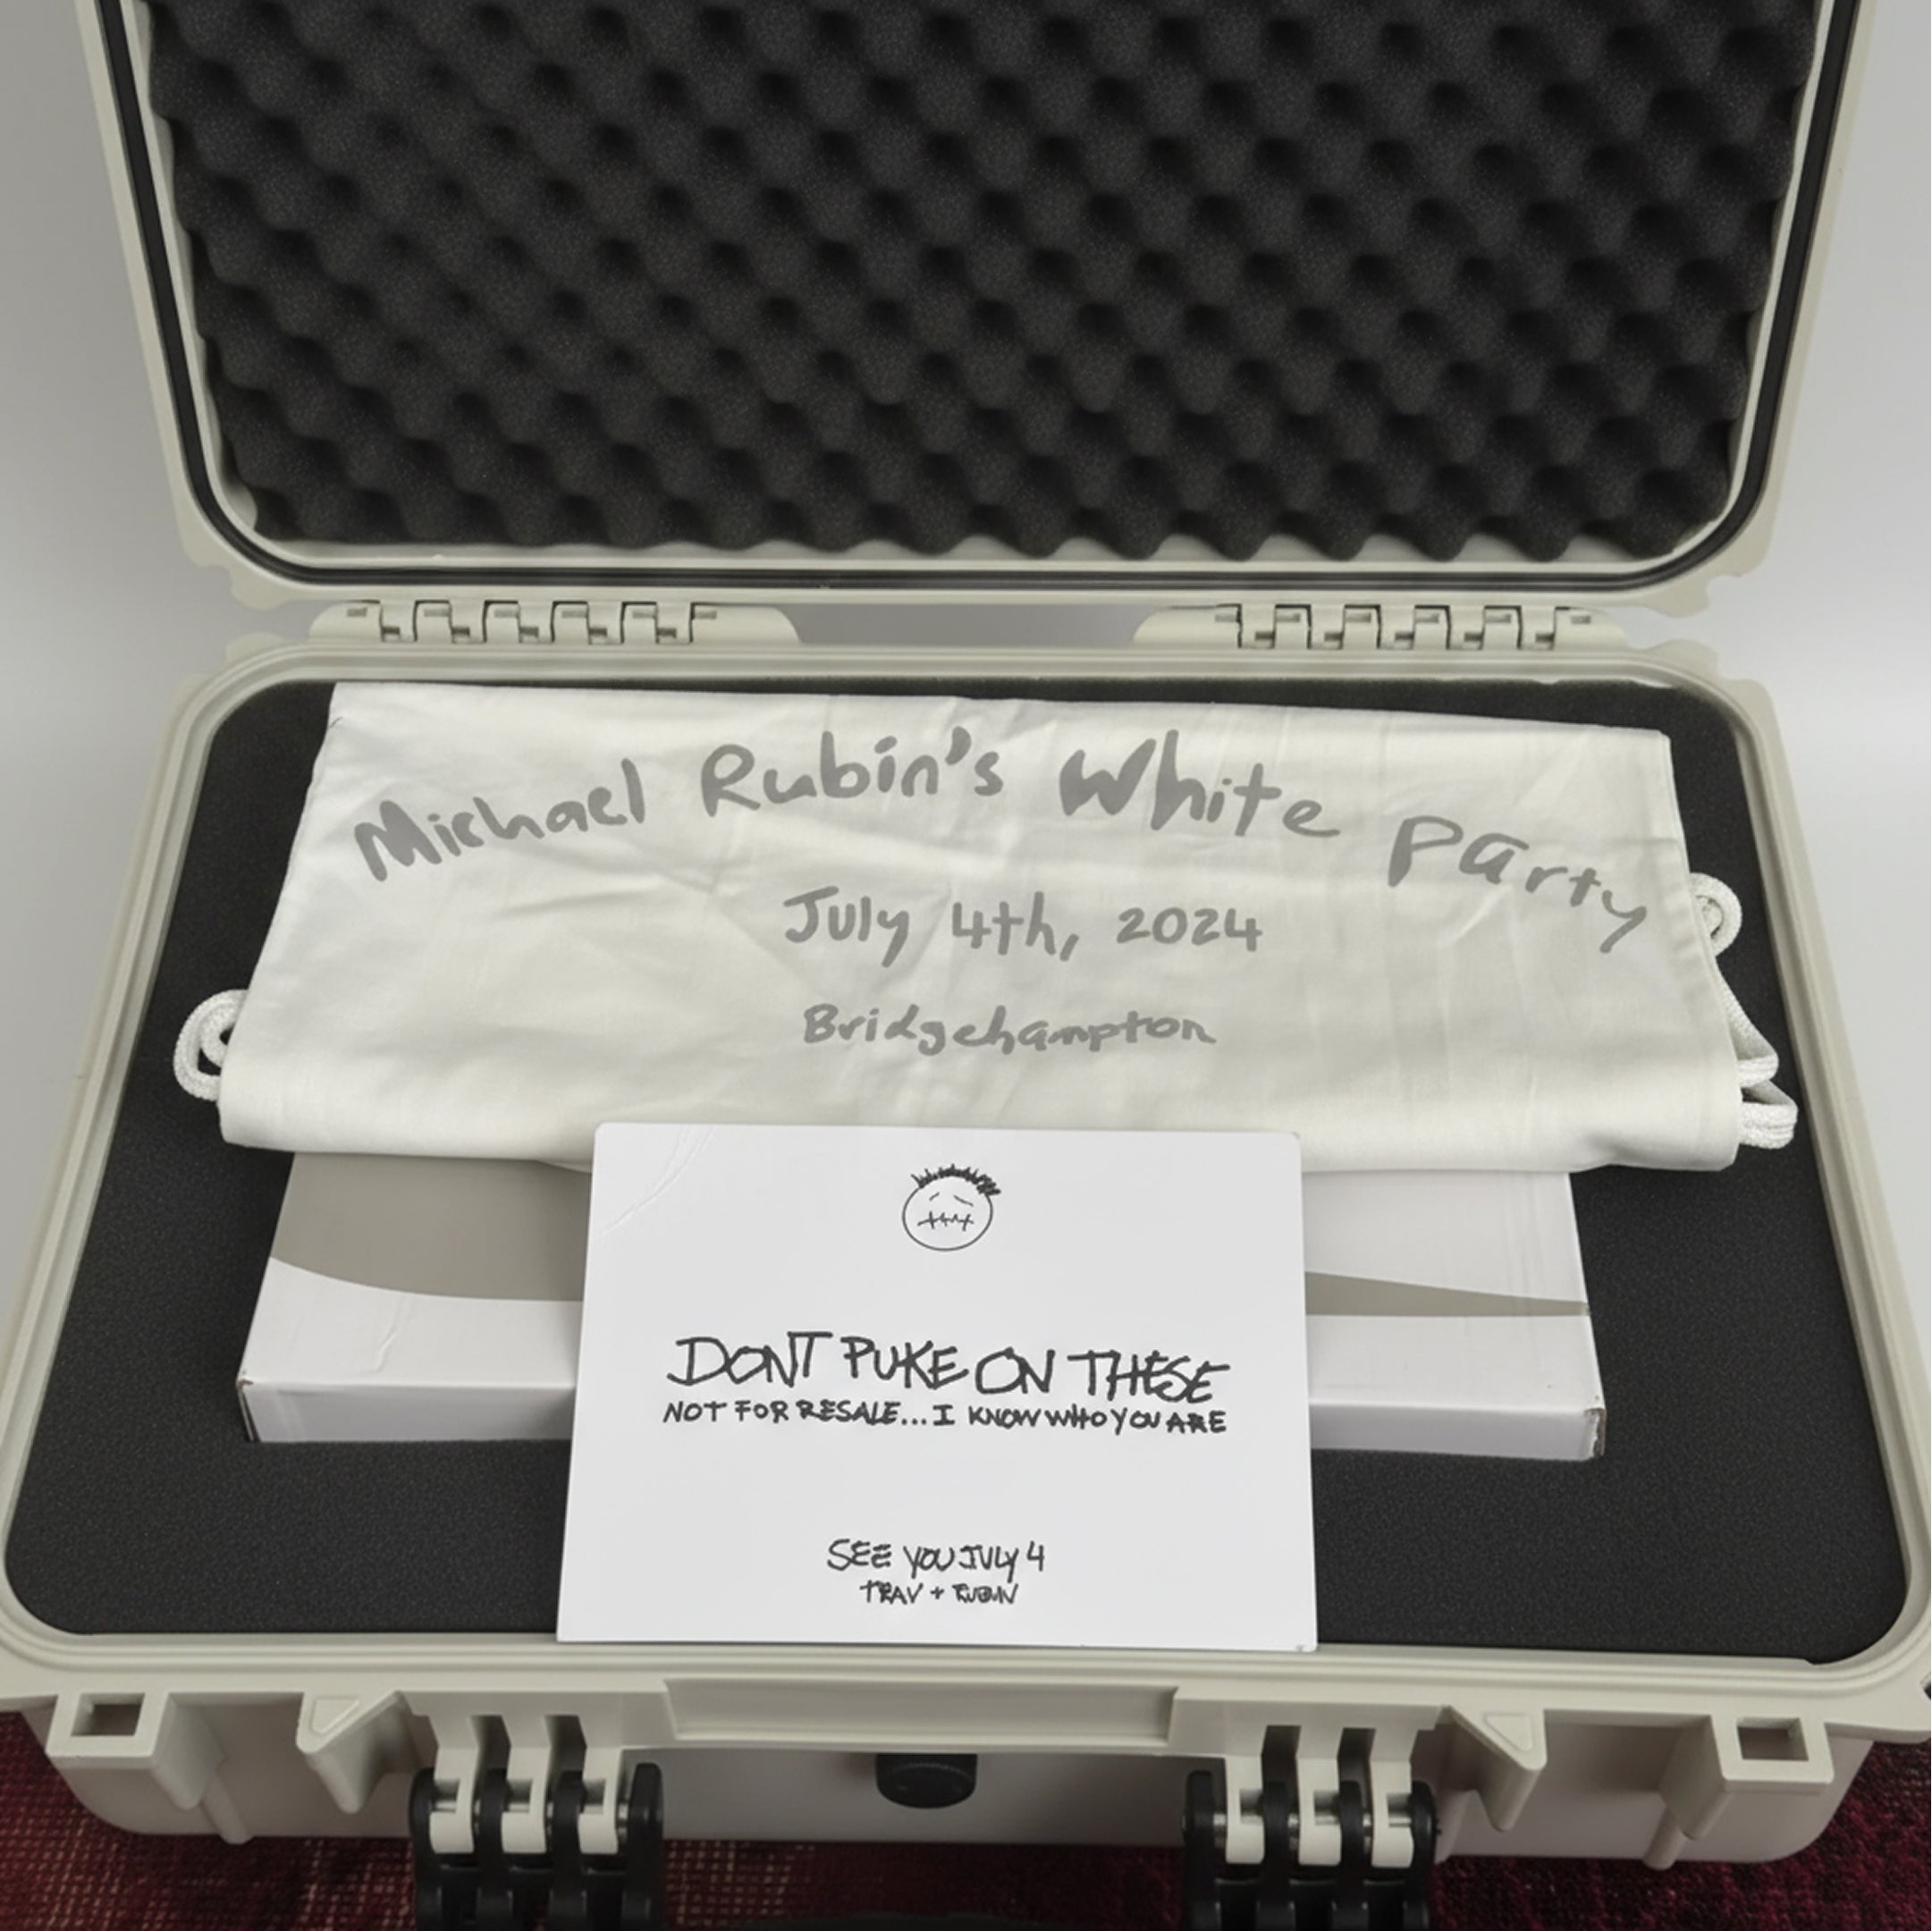 Michael Rubin's White Party
July 4th, 2024
Bridgehampton
DONT PUKE ON THESE
NOT FOR RESALE... I KNOW WHO YOU ARE
SEE YOU JULY 4
TRAV + RUBIN